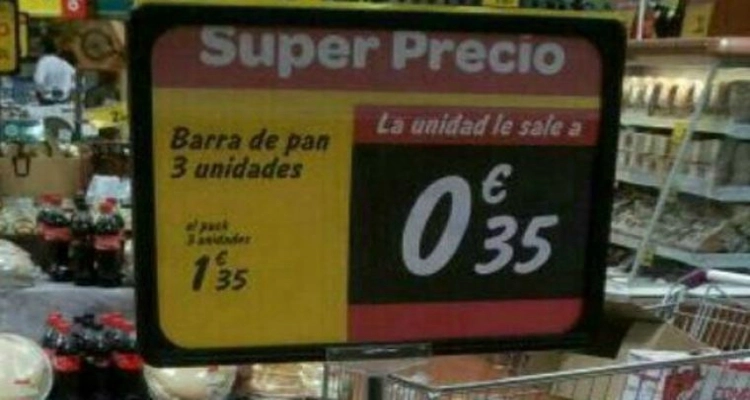 Super Precio
Barra de pan
3 unidades
el pack
3 unidades
1€35
La unidad le sale a
0€35